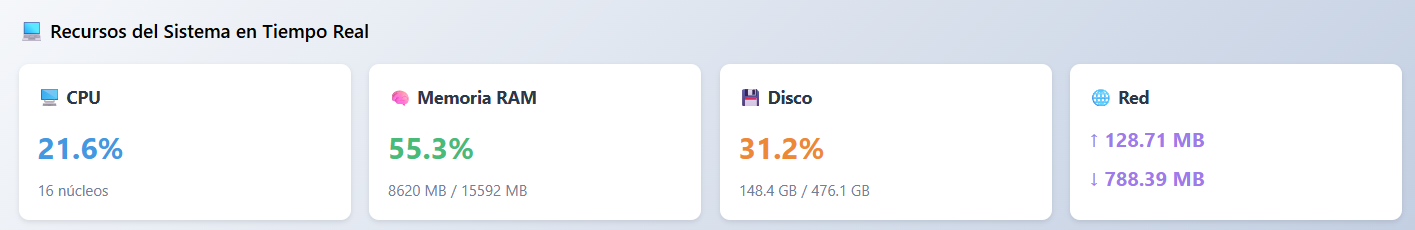 Recursos del Sistema en Tiempo Real
CPU
21.6%
16 núcleos
Memoria RAM
55.3%
8620 MB / 15592 MB
Disco
31.2%
148.4 GB / 476.1 GB
Red
↑ 128.71 MB
↓ 788.39 MB